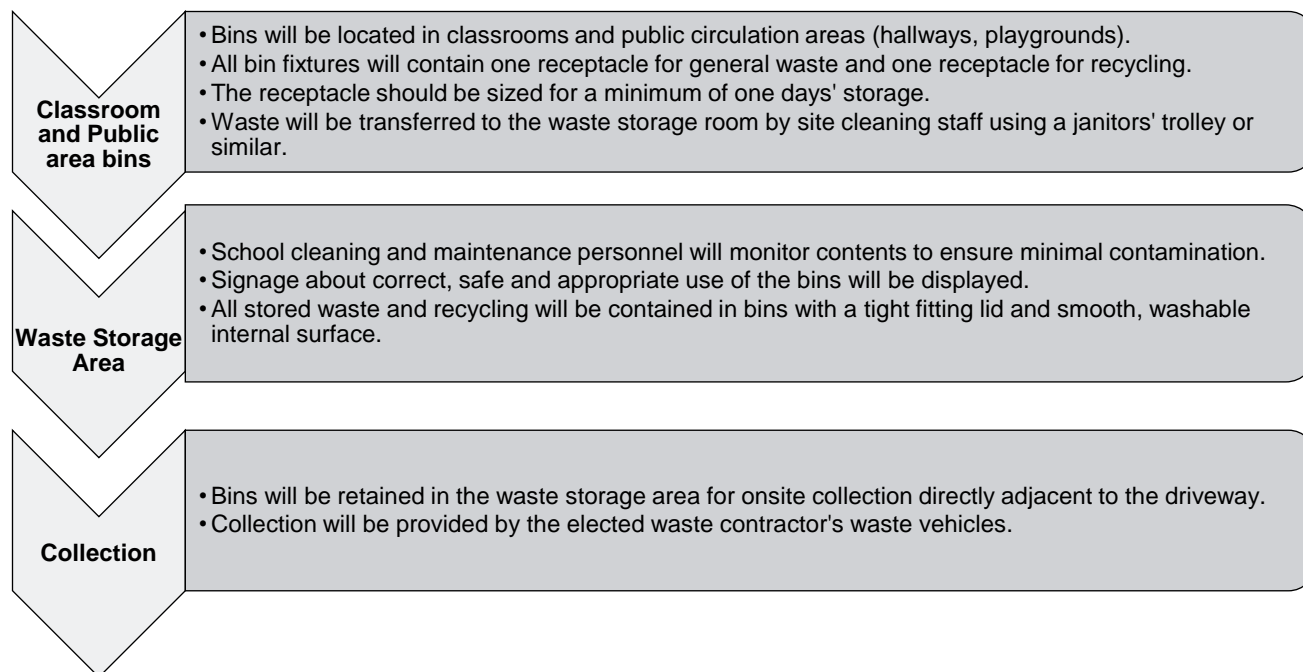 Classroom
and Public
area bins
• Bins will be located in classrooms and public circulation areas (hallways, playgrounds).
• All bin fixtures will contain one receptacle for general waste and one receptacle for recycling.
• The receptacle should be sized for a minimum of one days' storage.
• Waste will be transferred to the waste storage room by site cleaning staff using a janitors' trolley or
similar.
Waste Storage
Area
• School cleaning and maintenance personnel will monitor contents to ensure minimal contamination.
• Signage about correct, safe and appropriate use of the bins will be displayed.
• All stored waste and recycling will be contained in bins with a tight fitting lid and smooth, washable
internal surface.
Collection
• Bins will be retained in the waste storage area for onsite collection directly adjacent to the driveway.
• Collection will be provided by the elected waste contractor's waste vehicles.